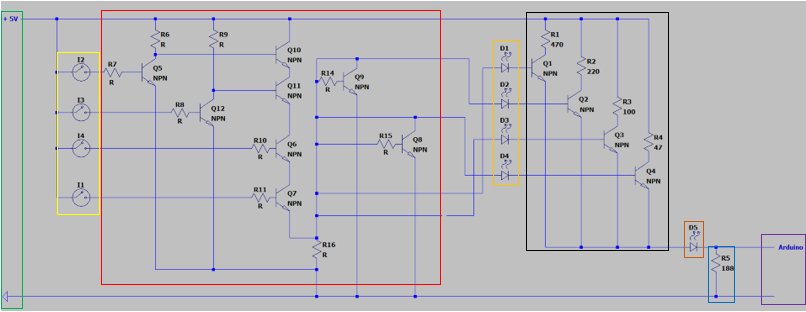 + 5V
I2
I3
I4
I1
R7
R
R6
R
Q5
NPN
R8
R
R9
R
Q12
NPN
R10
R
R11
R
Q10
NPN
Q11
NPN
Q6
NPN
Q7
NPN
R16
R
R14
R
Q9
NPN
R15
R
Q8
NPN
D1
D2
D3
D4
R1
470
Q1
NPN
R2
220
Q2
NPN
R3
100
Q3
NPN
R4
47
Q4
NPN
D5
R5
188
Arduino